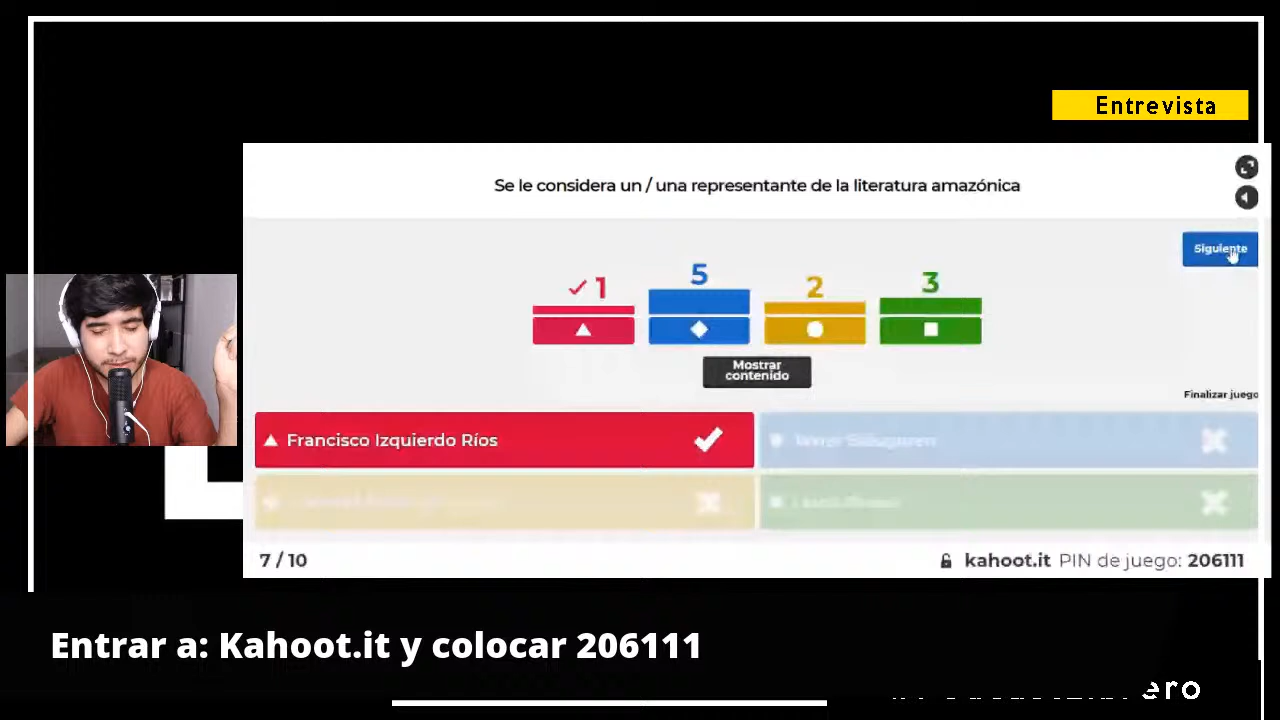 Entrevista
Se le considera un / una representante de la literatura amazónica
Siguiente
1
5
2
3
Mostrar
contenido
Finalizar juego
Francisco Izquierdo Ríos
7 / 10
kahoot.it PIN de juego: 206111
Entrar a: Kahoot.it y colocar 206111